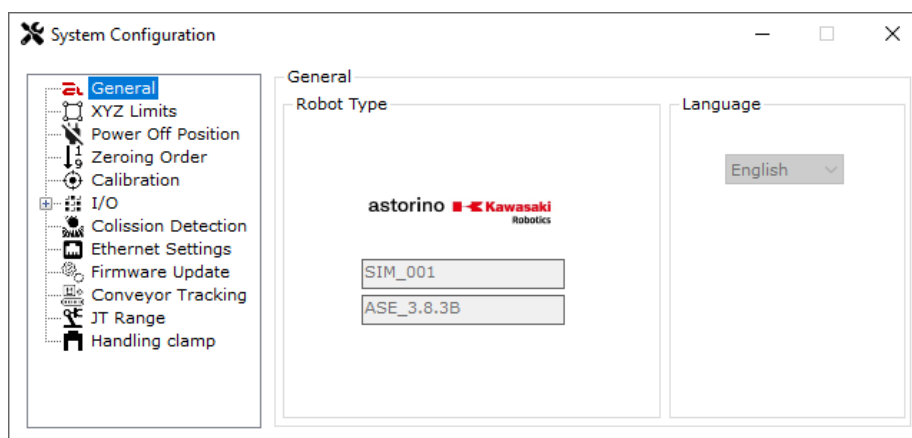 System Configuration
General
XYZ Limits
Power Off Position
Zeroing Order
Calibration
I/O
Colission Detection
Ethernet Settings
Firmware Update
Conveyor Tracking
JT Range
Handling clamp
General
Robot Type
astorino Kawasaki
Robotics
SIM_001
ASE_3.8.3B
Language
English